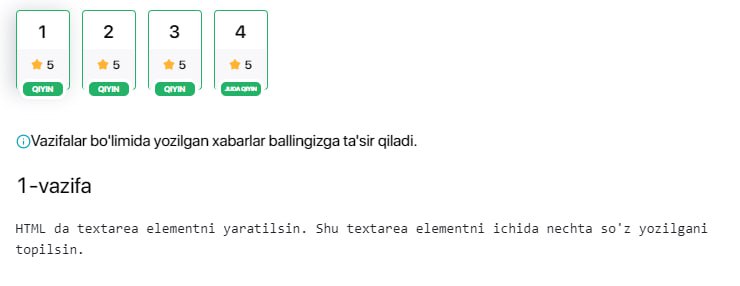 1 2 3 4
5 5 5 5
QIYIN QIYIN QIYIN JUDA QIYIN
Vazifalar bo'limida yozilgan xabarlar ballingizga ta'sir qiladi.
1-vazifa
HTML da textarea elementni yaratilsin. Shu textarea elementni ichida nechta so'z yozilgani
topilsin.